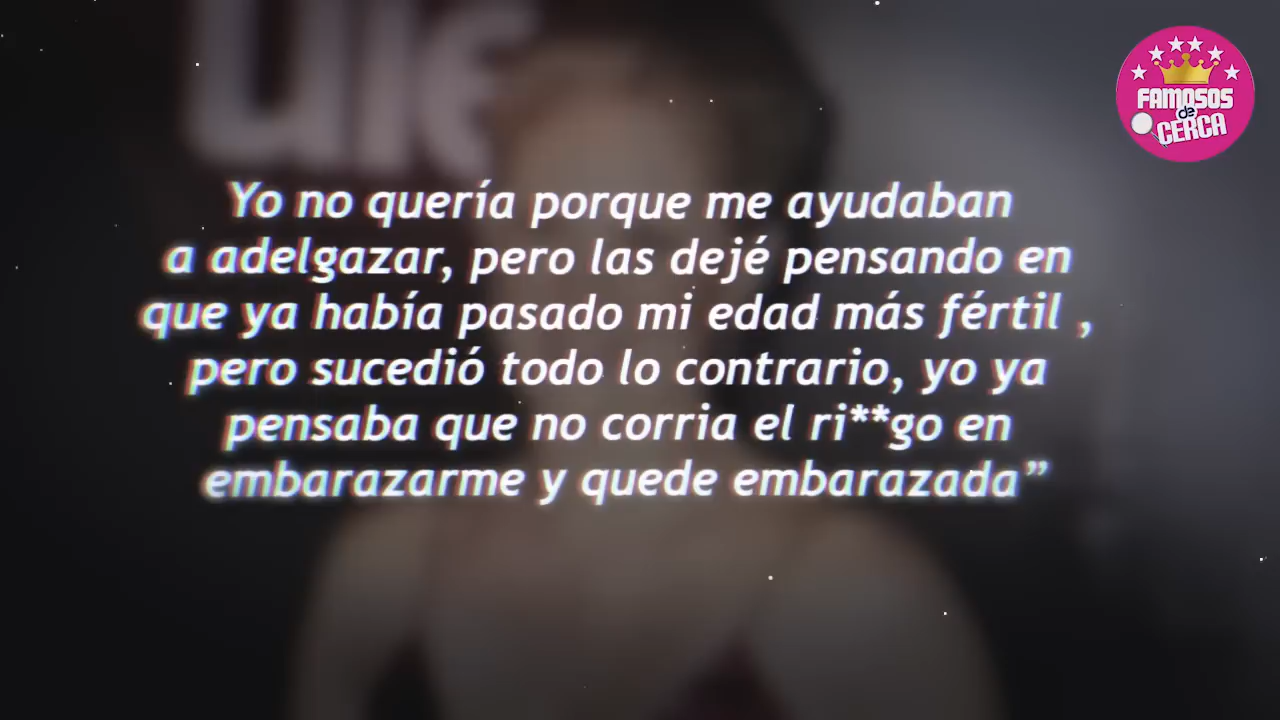 FAMOSOS
de
CERCA
Yo no quería porque me ayudaban
a adelgazar, pero las dejé pensando en
que ya había pasado mi edad más fértil ,
pero sucedió todo lo contrario, yo ya
pensaba que no corria el ri**go en
embarazarme y quede embarazada”